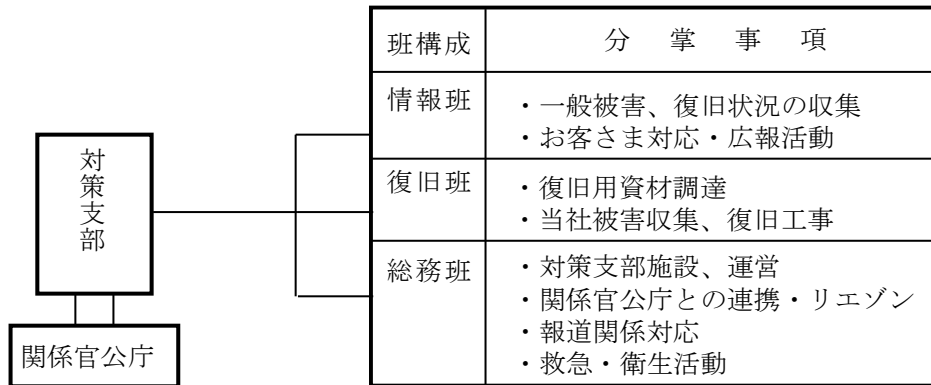 対策支部
関係官公庁
班構成
分　掌　事　項
情報班
・一般被害、復旧状況の収集
・お客さま対応・広報活動
復旧班
・復旧用資材調達
・当社被害収集、復旧工事
総務班
・対策支部施設、運営
・関係官公庁との連携・リエゾン
・報道関係対応
・救急・衛生活動